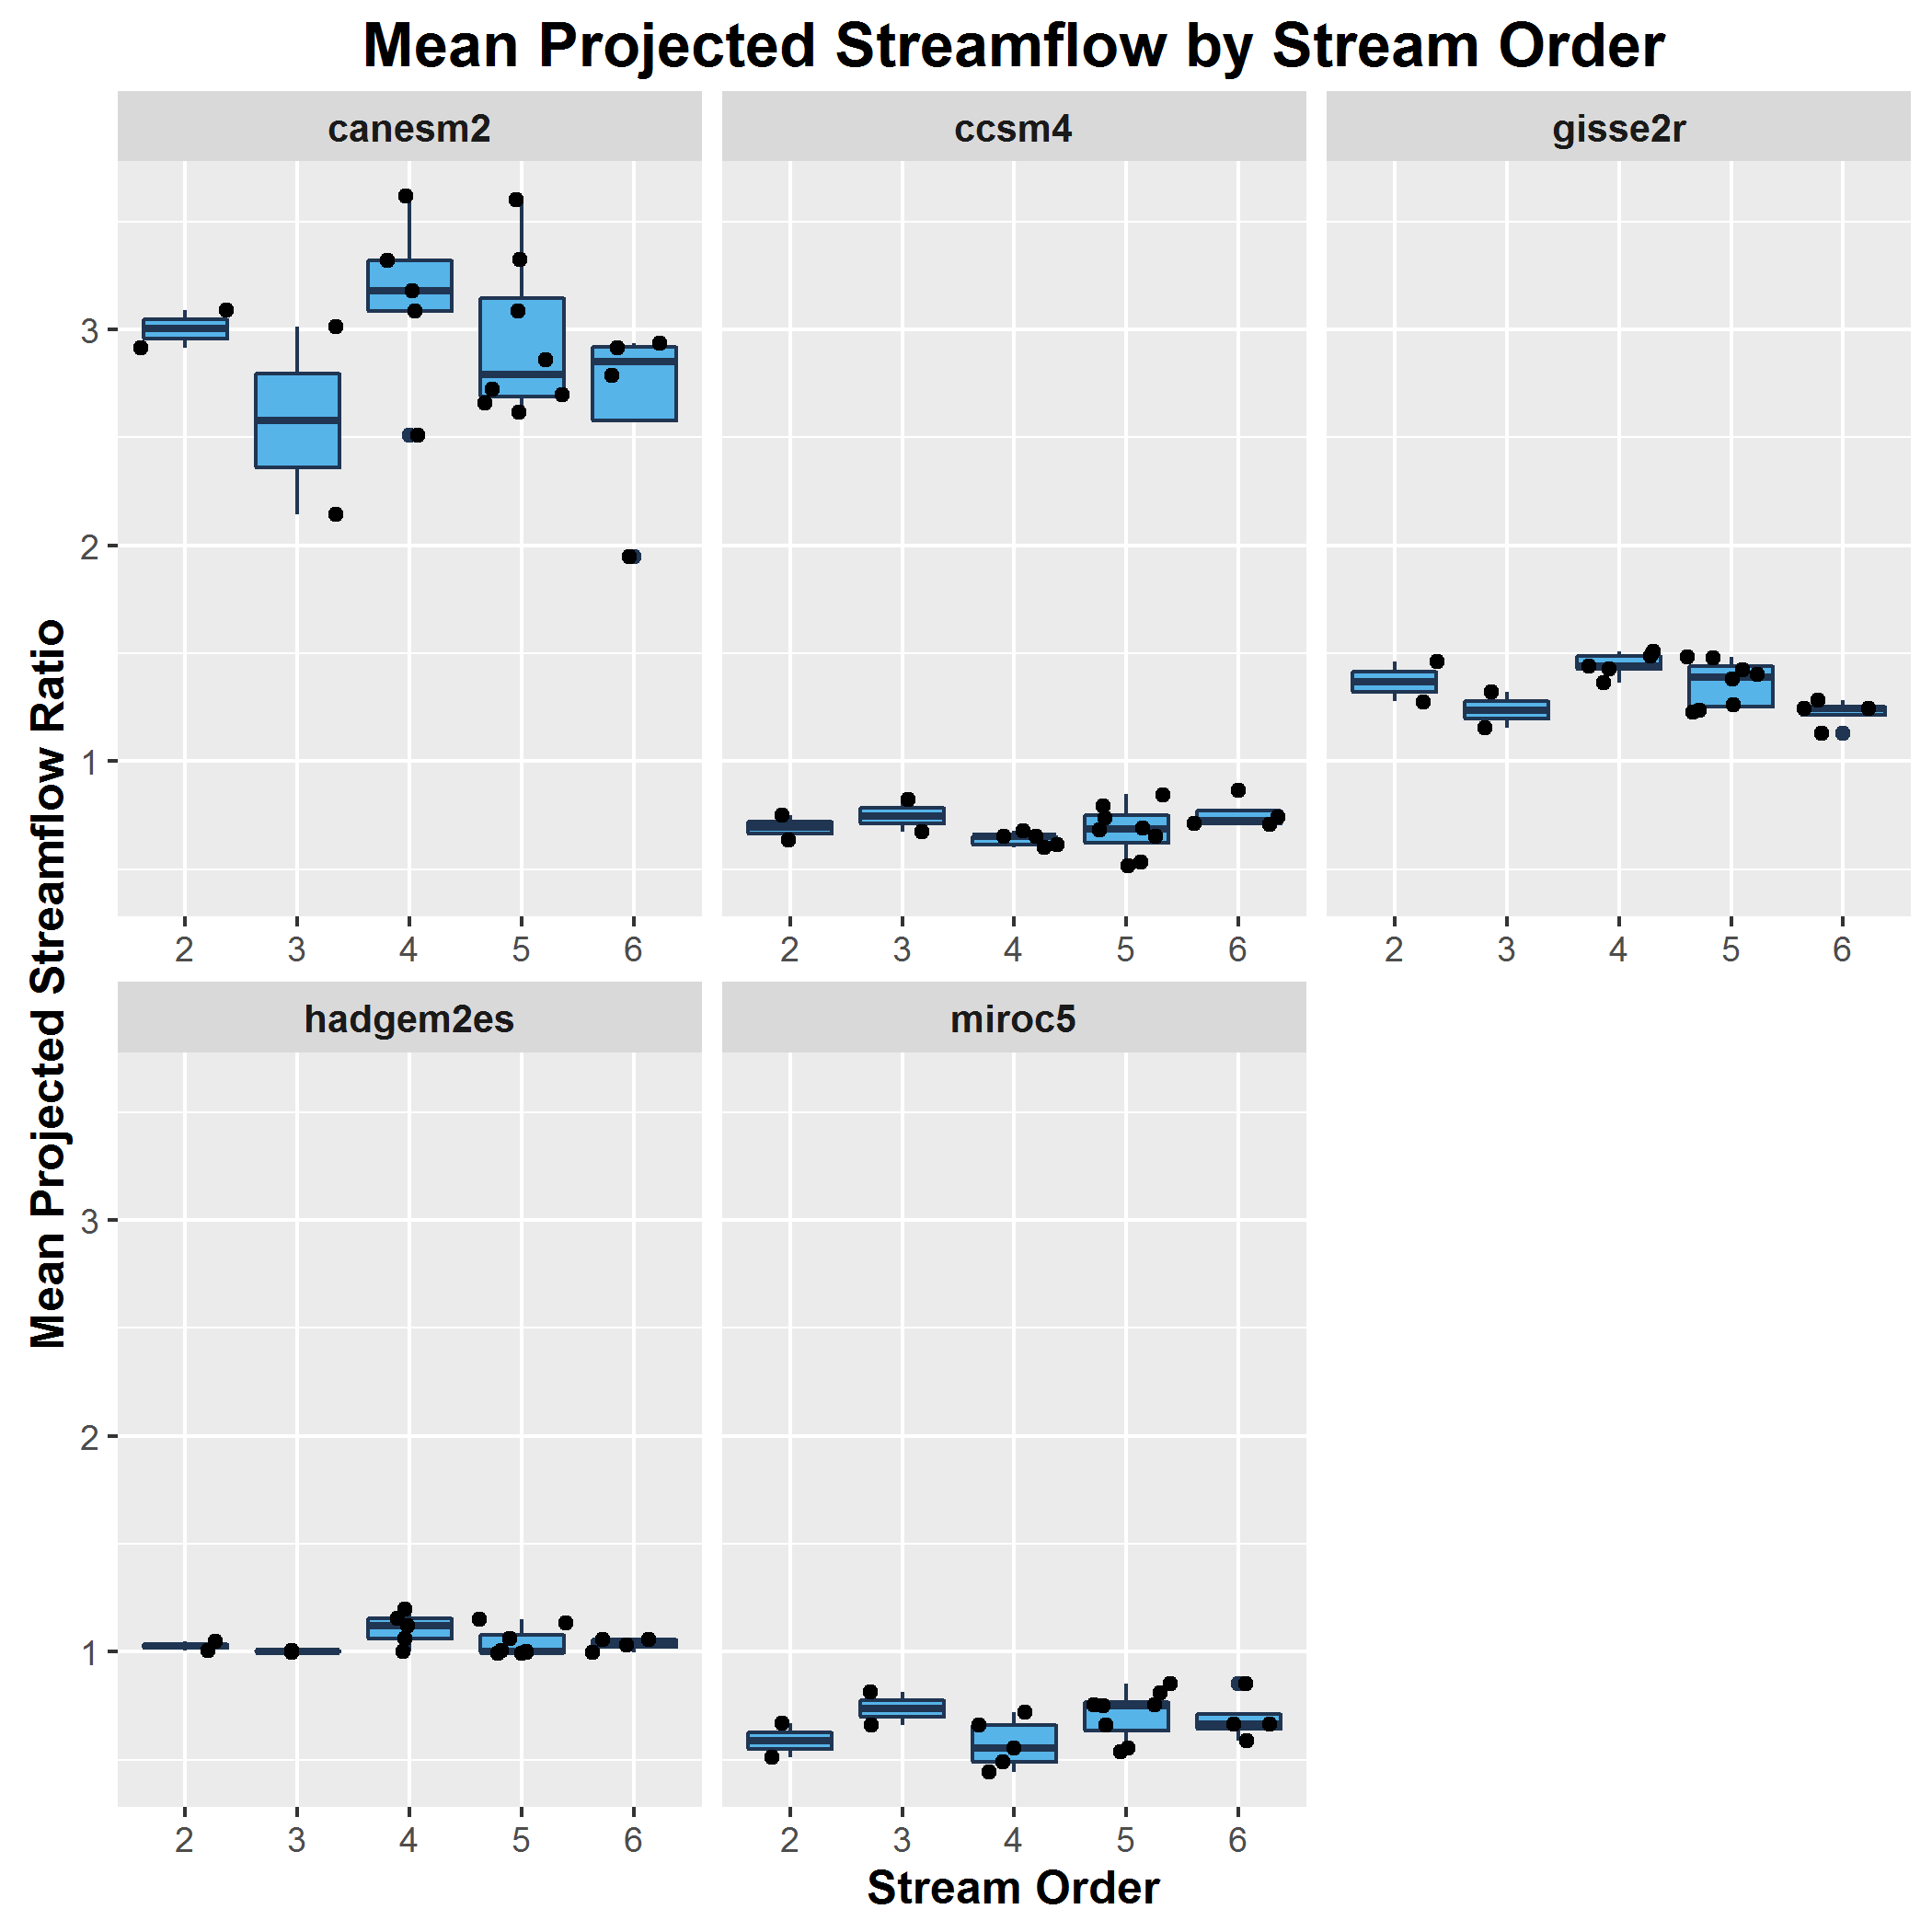 Mean Projected Streamflow by Stream Order
canesm2 ccsm4 gisse2r
Mean Projected Streamflow Ratio
3
2
1
2 3 4 5 6 2 3 4 5 6 2 3 4 5 6
hadgem2es miroc5
3
2
1
2 3 4 5 6 2 3 4 5 6
Stream Order